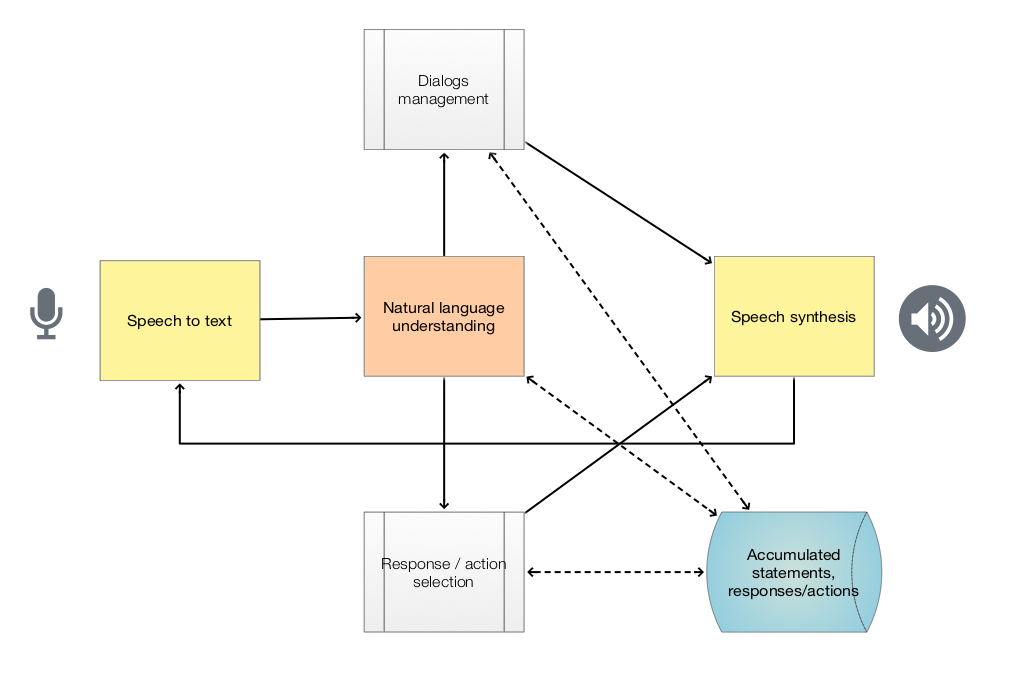 Dialogs
management
Speech to text
Natural language
understanding
Speech synthesis
Response / action
selection
Accumulated
statements,
responses/actions